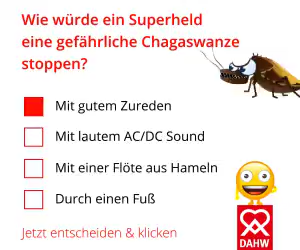 Wie würde ein Superheld
eine gefährliche Chagaswanze
stoppen?
Mit gutem Zureden
Mit lautem AC/DC Sound
Mit einer Flöte aus Hameln
Durch einen Fuß
Jetzt entscheiden & klicken
DAHW